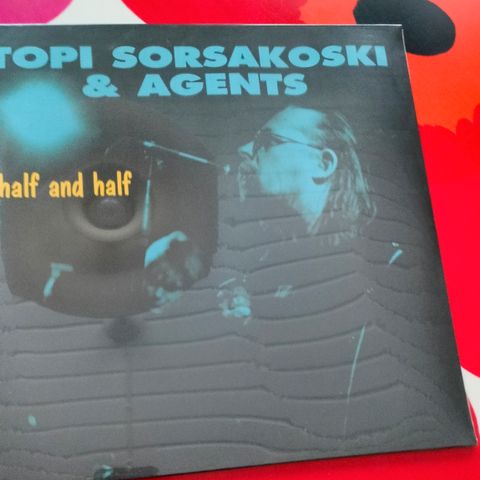 TOPI SORSAKOSKI
& AGENTS
half and half